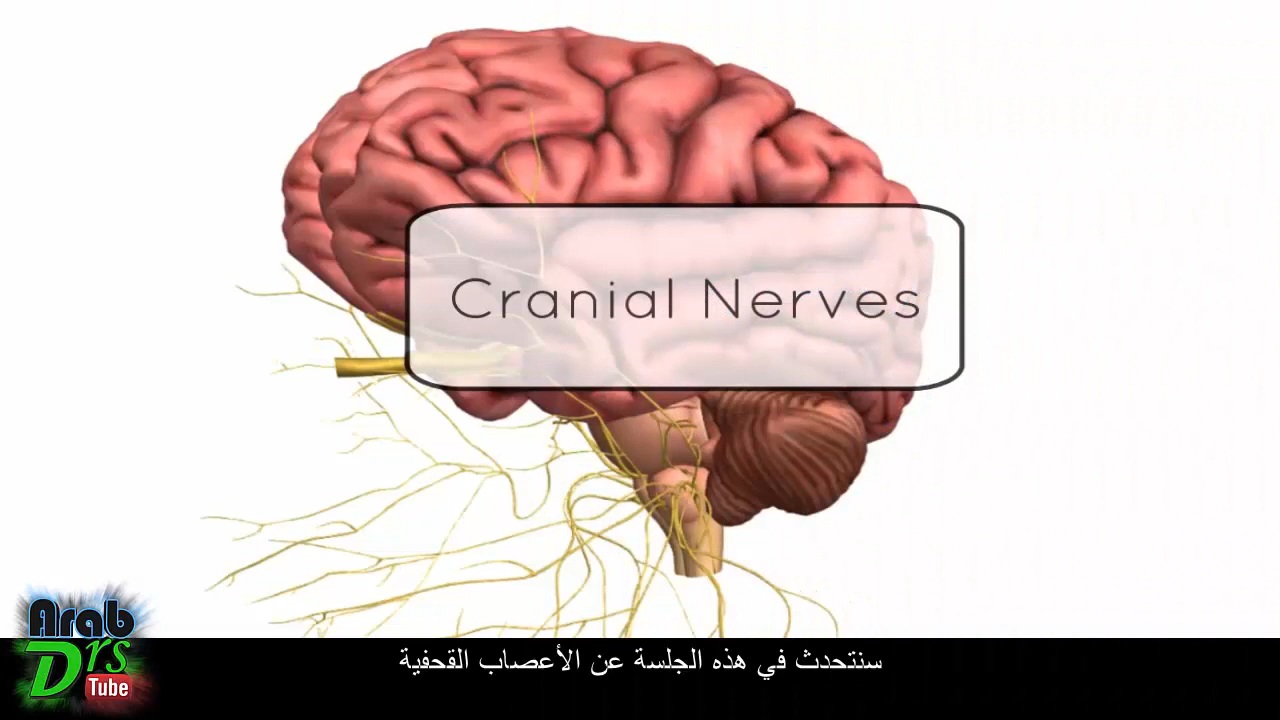 Cranial Nerves
Arab
Drs
Tube
سنتحدث في هذه الجلسة عن الأعصاب القحفية